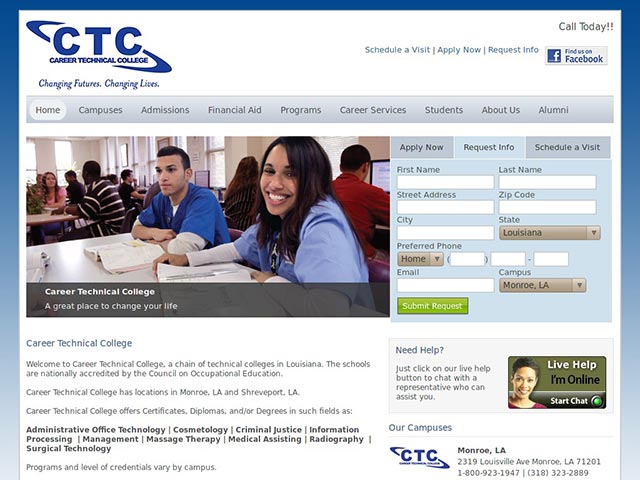 CTC
CAREER TECHNICAL COLLEGE
Changing Futures. Changing Lives.
Call Today!!
Schedule a Visit | Apply Now | Request Info
Find us on
Facebook
Home Campuses Admissions Financial Aid Programs Career Services Students About Us Alumni
Career Technical College
A great place to change your life
Apply Now Request Info Schedule a Visit
First Name Last Name
Street Address Zip Code
City State
Louisiana
Preferred Phone
Home ( ) -
Email Campus
Monroe, LA
Submit Request
Career Technical College
Welcome to Career Technical College, a chain of technical colleges in Louisiana. The schools
are nationally accredited by the Council on Occupational Education.
Career Technical College has locations in Monroe, LA and Shreveport, LA.
Career Technical College offers Certificates, Diplomas, and/or Degrees in such fields as:
Administrative Office Technology | Cosmetology | Criminal Justice | Information
Processing | Management | Massage Therapy | Medical Assisting | Radiography |
Surgical Technology
Programs and level of credentials vary by campus.
Need Help?
Just click on our live help
button to chat with a
representative who can
assist you.
Live Help
I'm Online
Start Chat
Our Campuses
CTC
CAREER TECHNICAL COLLEGE
Monroe, LA
2319 Louisville Ave Monroe, LA 71201
1-800-923-1947 | (318) 323-2889